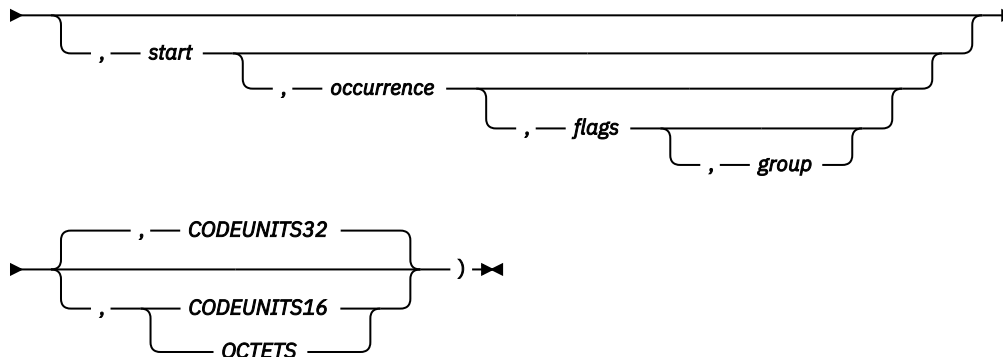 , start
, occurrence
, flags
, group
, CODEUNITS32
)
, CODEUNITS16
OCTETS